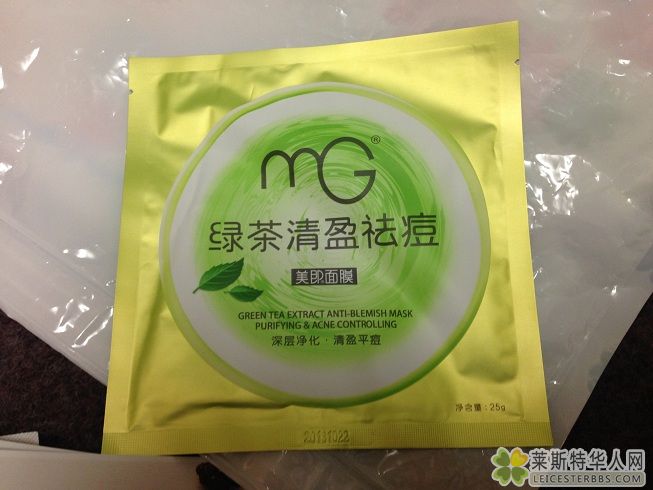 mG®
绿茶清盈祛痘
美即面膜
GREEN TEA EXTRACT ANTI-BLEMISH MASK
PURIFYING & ACNE CONTROLLING
深层净化·清盈平痘
净含量:25g
20131022
莱斯特华人网
LEICESTERBBS.COM